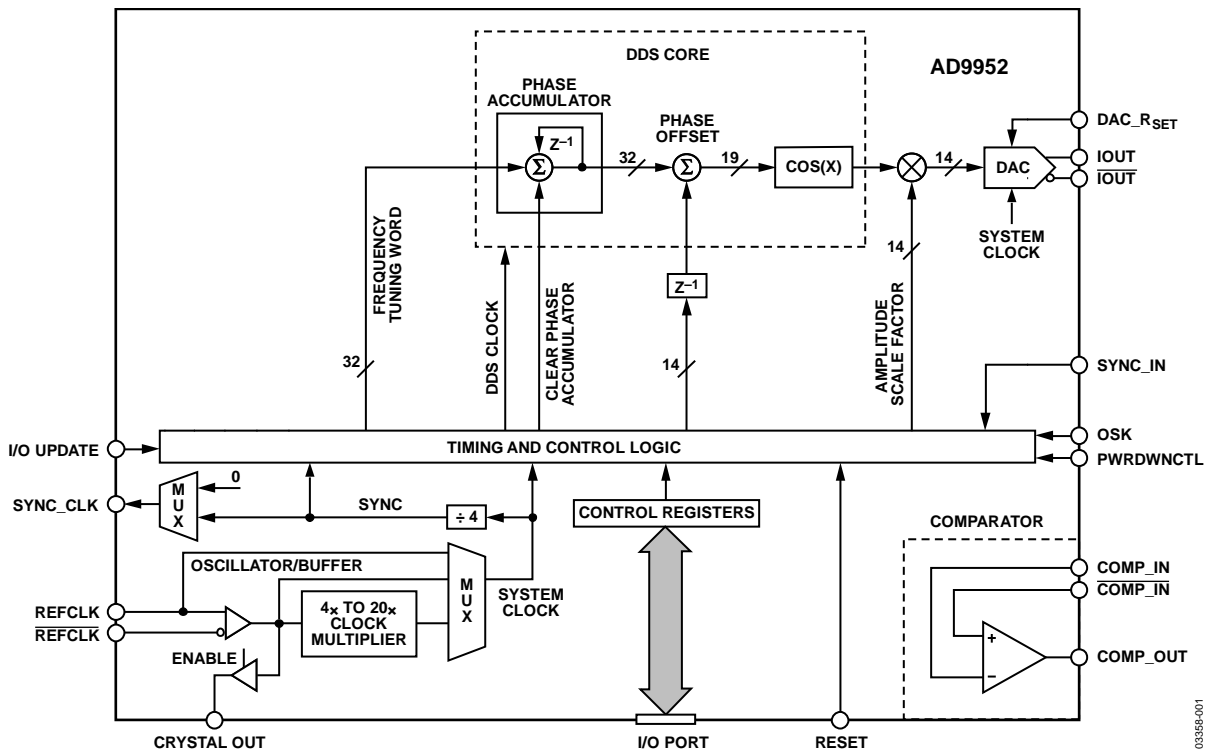 DDS CORE
AD9952
PHASE
ACCUMULATOR
PHASE
OFFSET
Z–1
Σ
32
Σ
19
COS(X)
14
DAC
DAC_RSET
IOUT
IOUT
SYSTEM
CLOCK
FREQUENCY
TUNING WORD
32
DDS CLOCK
CLEAR PHASE
ACCUMULATOR
Z–1
14
AMPLITUDE
SCALE FACTOR
14
SYNC_IN
I/O UPDATE
TIMING AND CONTROL LOGIC
OSK
PWRDWNCTL
SYNC_CLK
MUX
0
SYNC
÷ 4
CONTROL REGISTERS
OSCILLATOR/BUFFER
REFCLK
REFCLK
4× TO 20×
CLOCK
MULTIPLIER
MUX
SYSTEM
CLOCK
ENABLE
COMPARATOR
COMP_IN
COMP_IN
+
–
COMP_OUT
CRYSTAL OUT
I/O PORT
RESET
03358-001